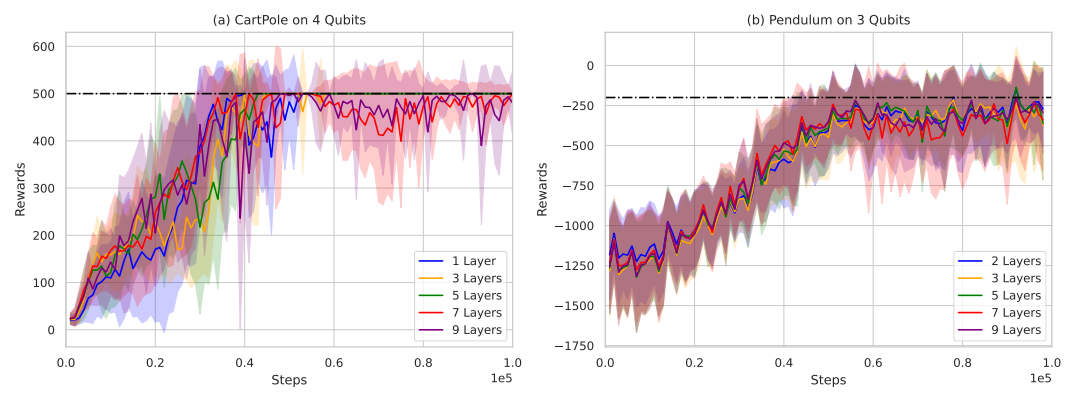 (a) CartPole on 4 Qubits
600
500
400
300
200
100
0
Rewards
0.0
0.2
0.4
0.6
0.8
1.0
1e5
Steps
1 Layer
3 Layers
5 Layers
7 Layers
9 Layers
(b) Pendulum on 3 Qubits
0
−250
−500
−750
−1000
−1250
−1500
−1750
Rewards
0.0
0.2
0.4
0.6
0.8
1.0
1e5
Steps
2 Layers
3 Layers
5 Layers
7 Layers
9 Layers